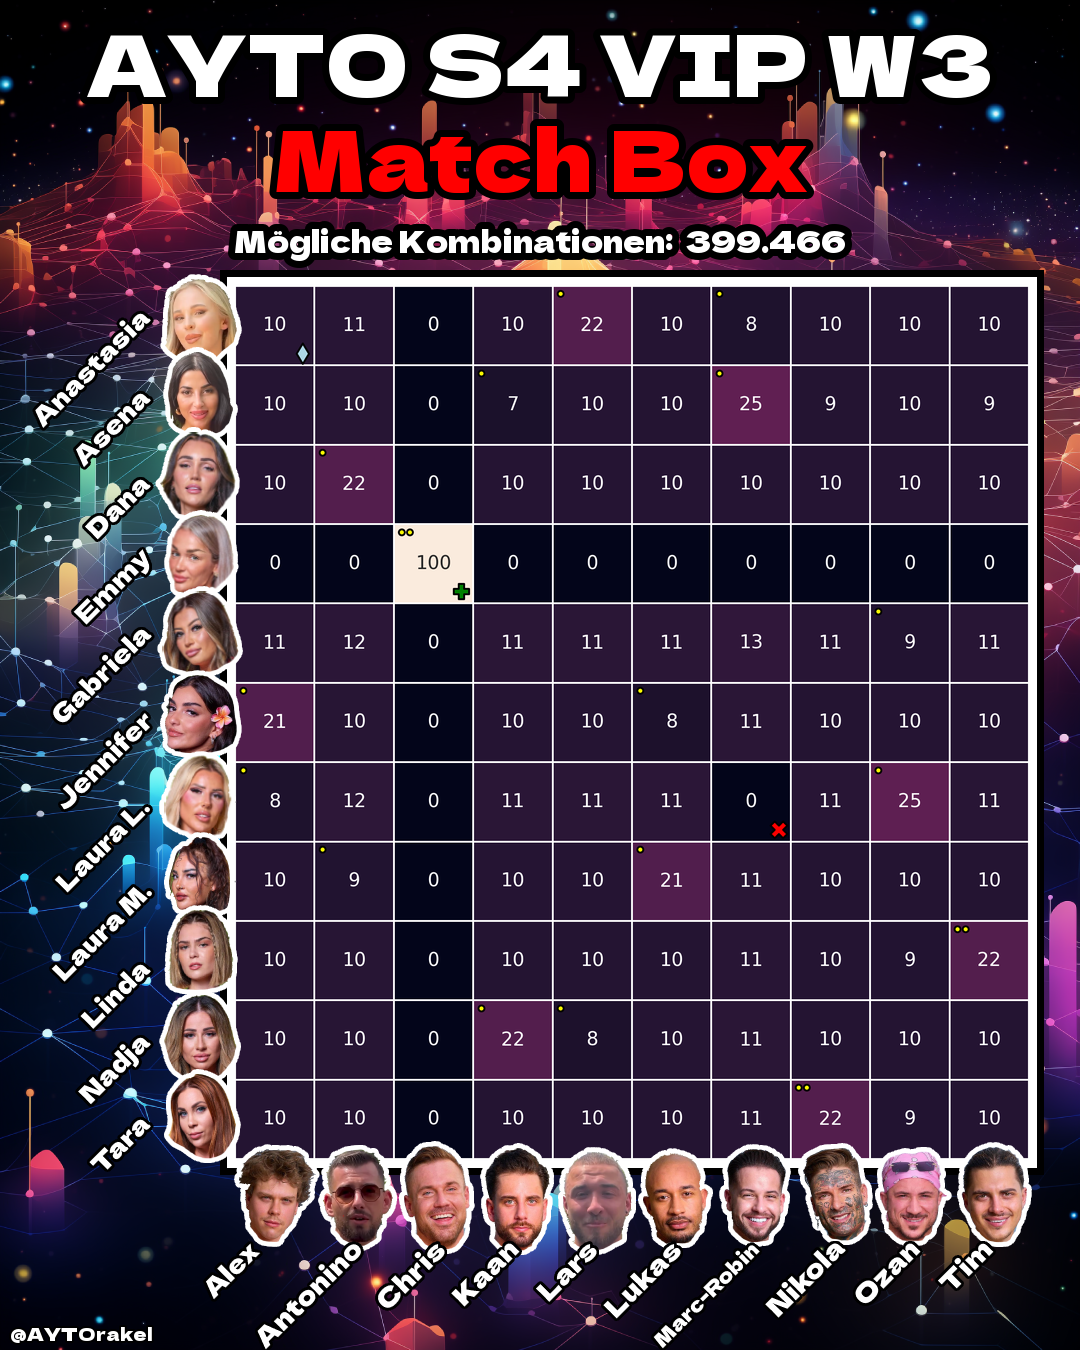 AYTO S4 VIP W3
Match Box
Mögliche Kombinationen: 399.466
Anastasia 10 11 0 10 22 10 8 10 10 10
Asena 10 10 0 7 10 10 25 9 10 9
Dana 10 22 0 10 10 10 10 10 10 10
Emmy 0 0 100 0 0 0 0 0 0 0
Gabriela 11 12 0 11 11 11 13 11 9 11
Jennifer 21 10 0 10 10 8 11 10 10 10
Laura L. 8 12 0 11 11 11 0 11 25 11
Laura M. 10 9 0 10 10 21 11 10 10 10
Linda 10 10 0 10 10 10 11 10 9 22
Nadja 10 10 0 22 8 10 11 10 10 10
Tara 10 10 0 10 10 10 11 22 9 10
Alex Antonino Chris Kaan Lars Lukas Marc-Robin Nikola Ozan Tim
@AYTOrakel